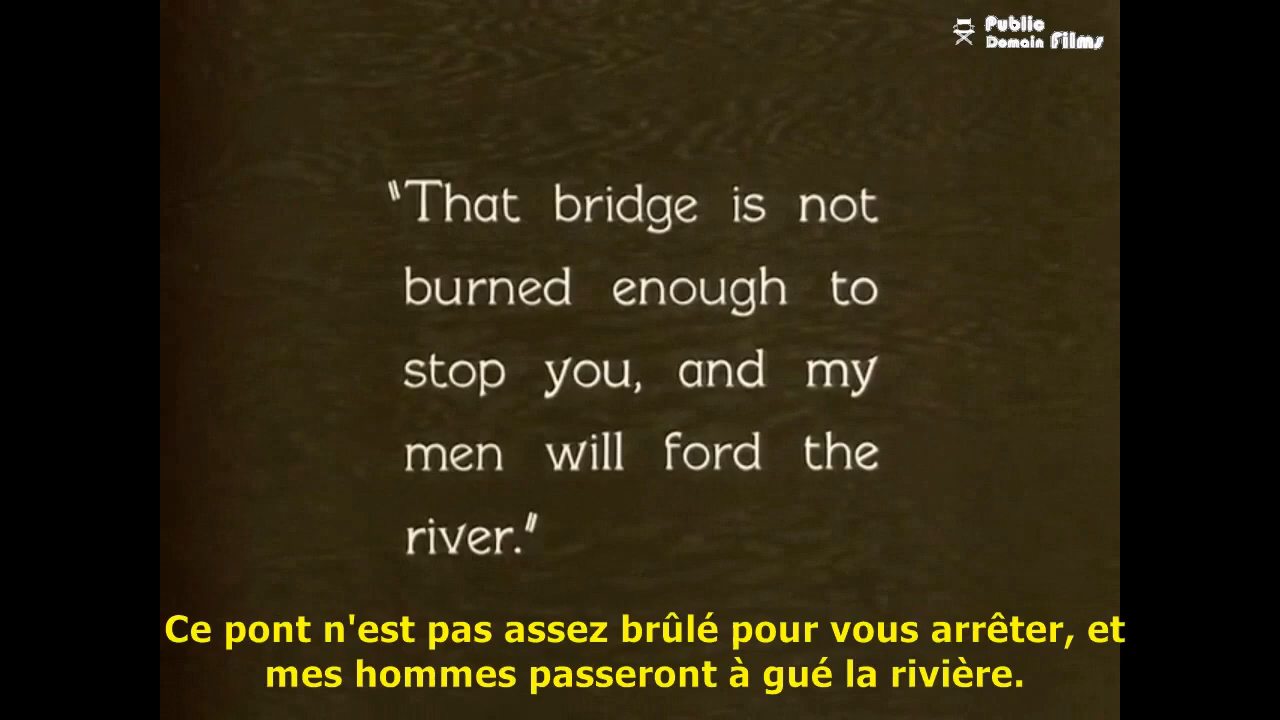 Public
Domain Films
"That bridge is not
burned enough to
stop you, and my
men will ford the
river."
Ce pont n'est pas assez brûlé pour vous arrêter, et
mes hommes passeront à gué la rivière.